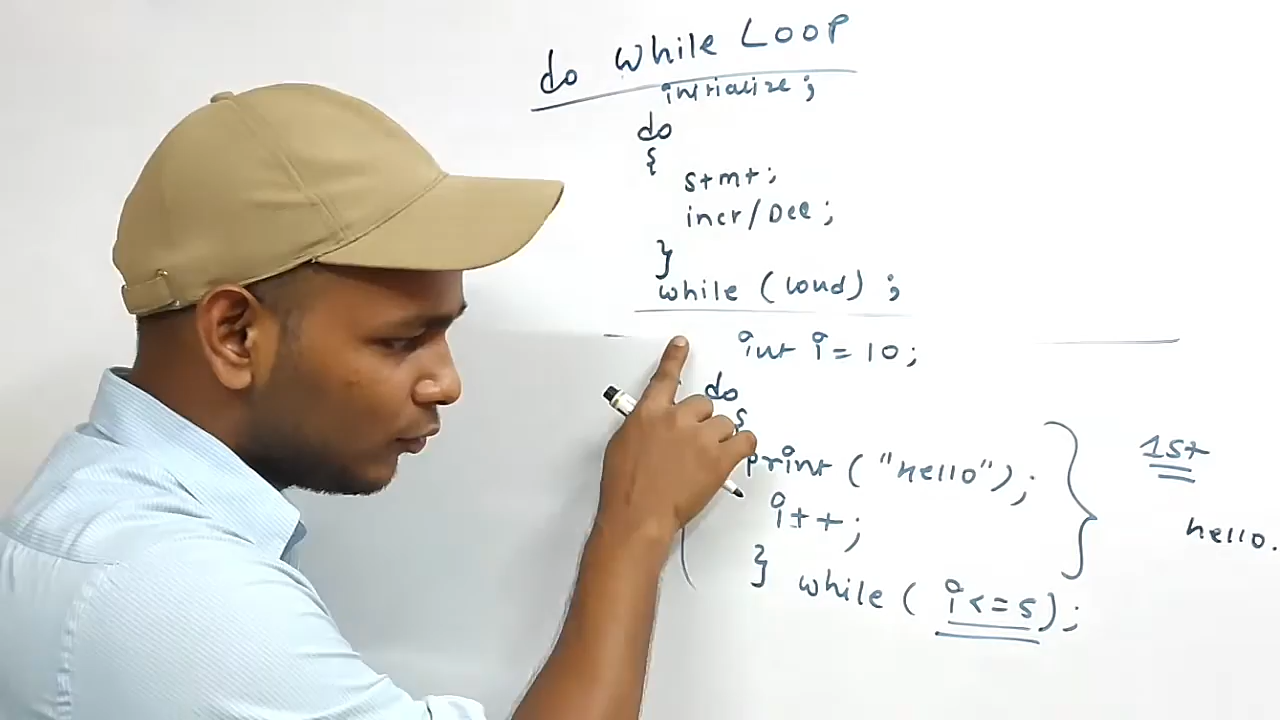 do while LOOP
initialize ;
do
{
stmt ;
incr/Dec ;
}
while (cond) ;
int i = 10 ;
do
{
print ("hello");
i++ ;
} while ( i<=5);
1st
hello.